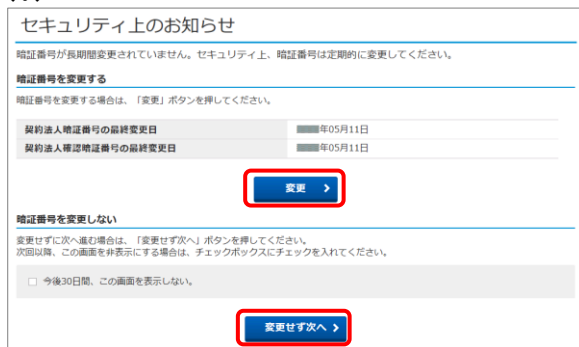 セキュリティ上のお知らせ
暗証番号が長期間変更されていません。セキュリティ上、暗証番号は定期的に変更してください。
暗証番号を変更する
暗証番号を変更する場合は、「変更」ボタンを押してください。
契約法人暗証番号の最終変更日 年05月11日
契約法人確認暗証番号の最終変更日 年05月11日
変更
暗証番号を変更しない
変更せずに次へ進む場合は、「変更せず次へ」ボタンを押してください。
次回以降、この画面を非表示にする場合は、チェックボックスにチェックを入れてください。
今後30日間、この画面を表示しない。
変更せず次へ